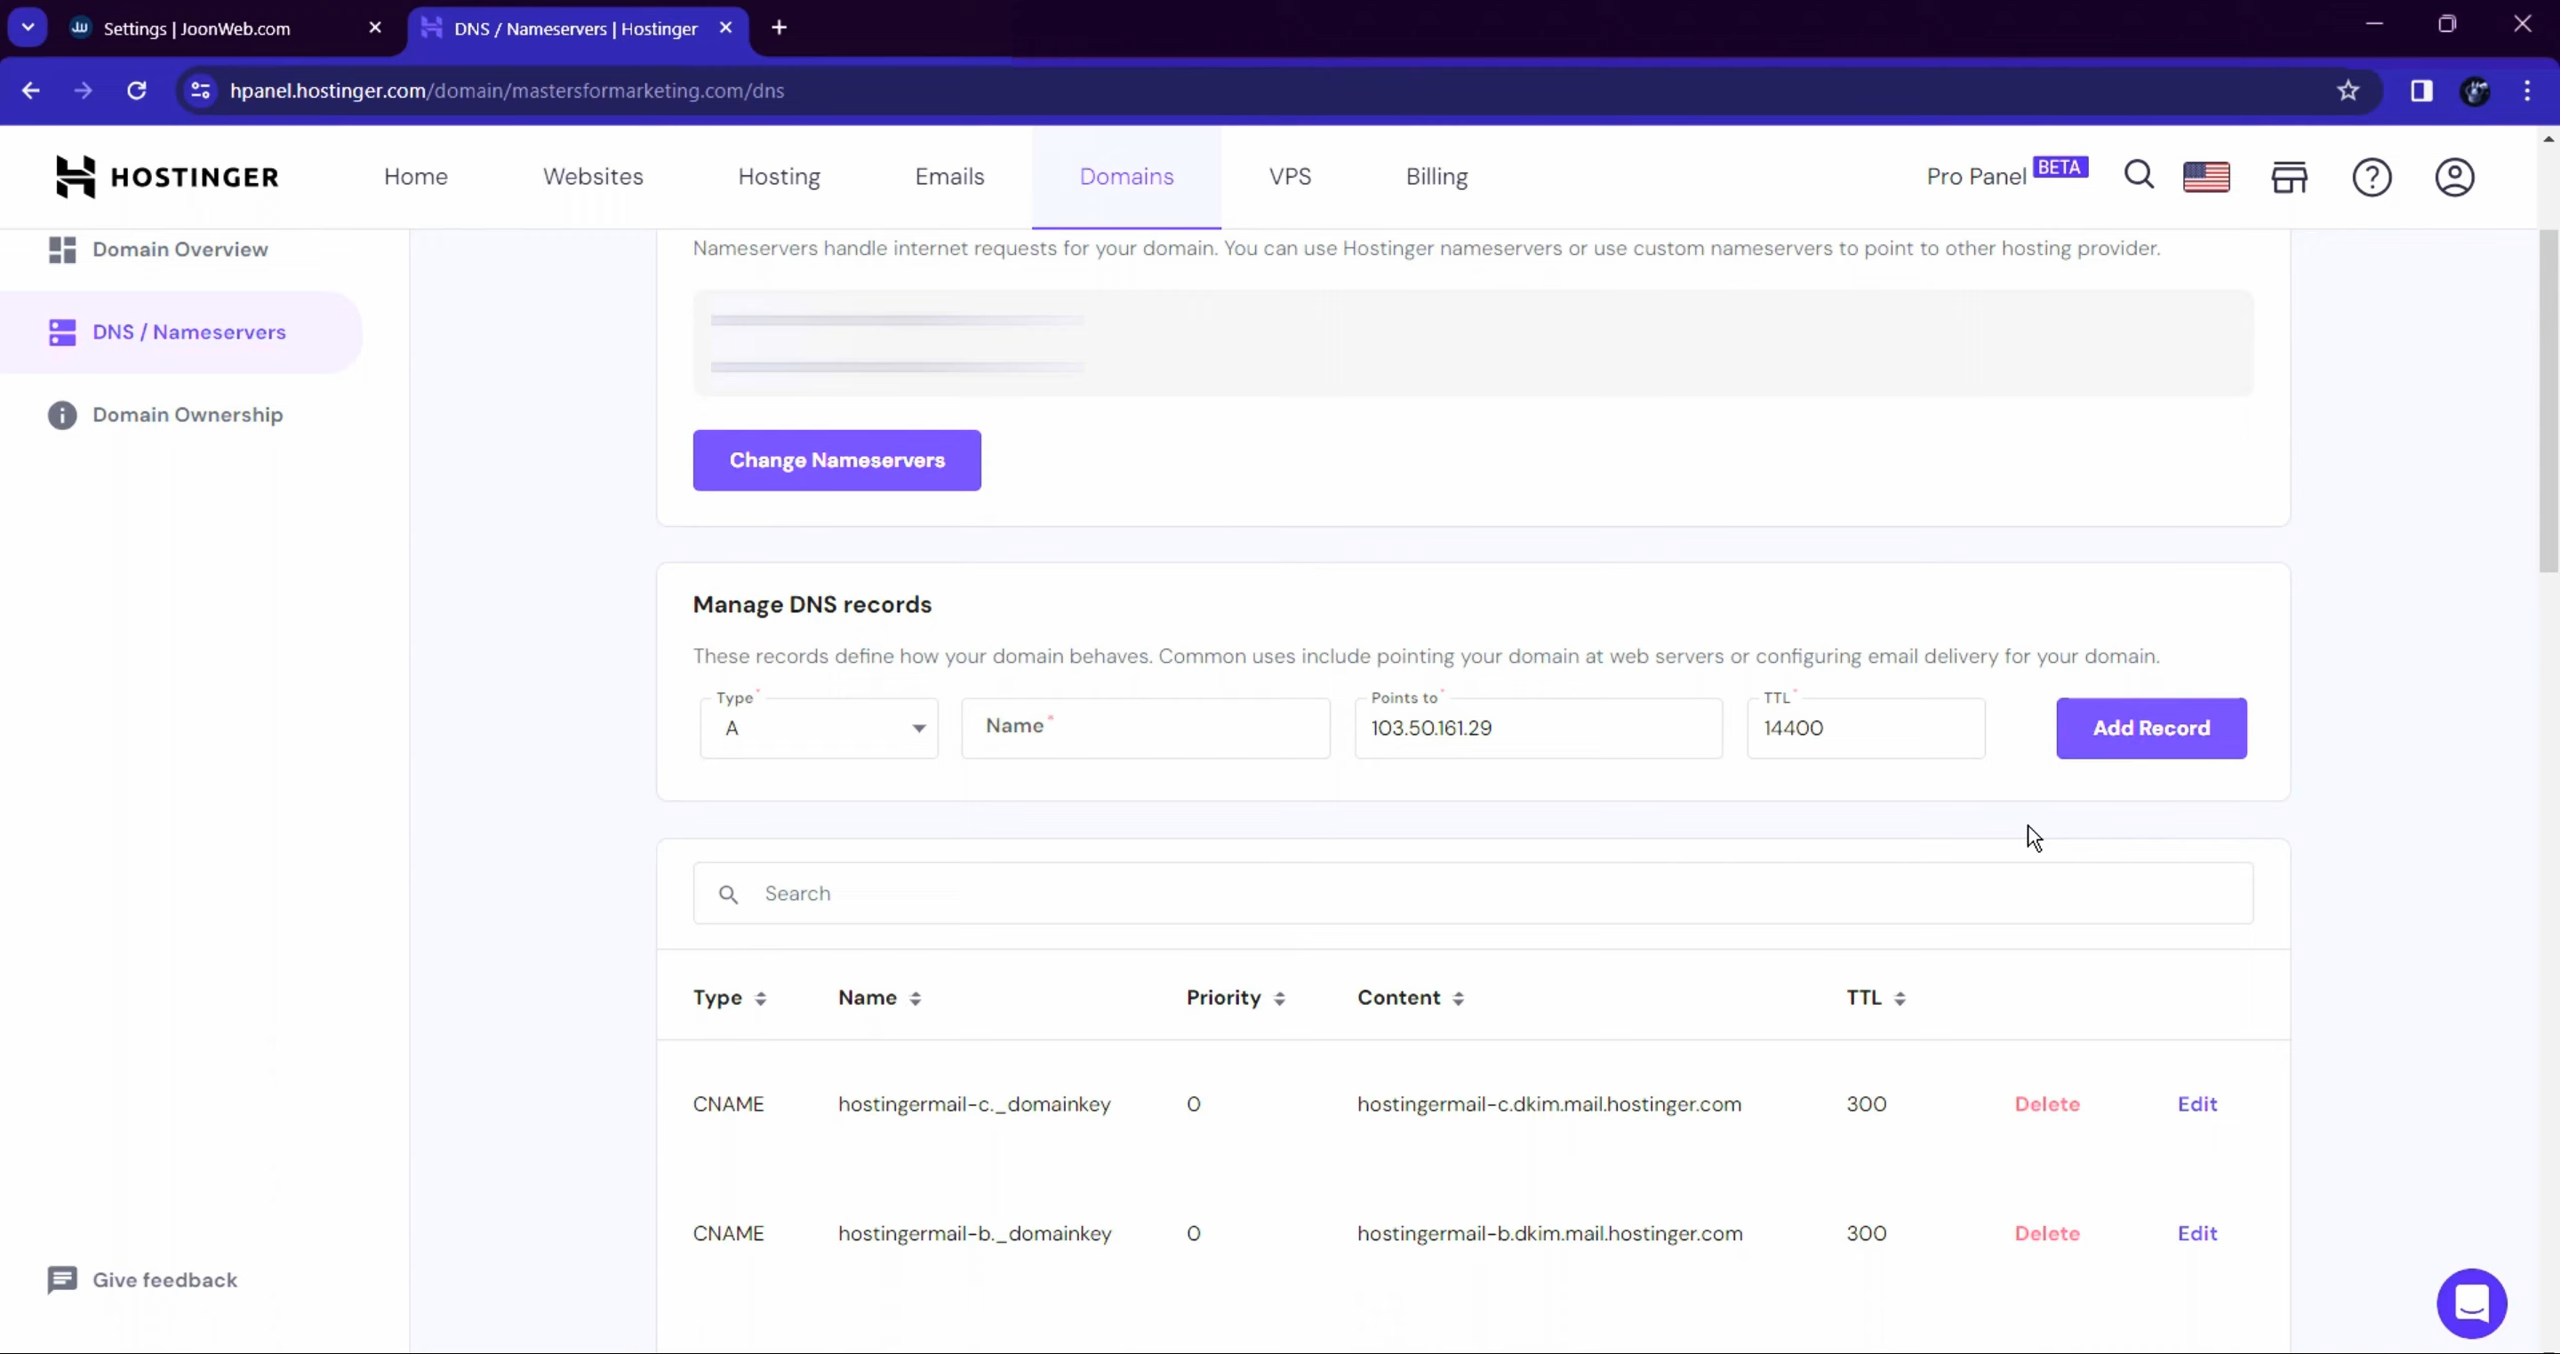 Settings | JoonWeb.com
DNS / Nameservers | Hostinger
hpanel.hostinger.com/domain/mastersformarketing.com/dns
HOSTINGER
Home
Websites
Hosting
Emails
Domains
VPS
Billing
Pro Panel BETA
Domain Overview
DNS / Nameservers
Domain Ownership
Give feedback
Nameservers handle internet requests for your domain. You can use Hostinger nameservers or use custom nameservers to point to other hosting provider.
Change Nameservers
Manage DNS records
These records define how your domain behaves. Common uses include pointing your domain at web servers or configuring email delivery for your domain.
Type*
A
Name*
Points to*
103.50.161.29
TTL*
14400
Add Record
Search
Type Name Priority Content TTL
CNAME hostingermail-c._domainkey 0 hostingermail-c.dkim.mail.hostinger.com 300 Delete Edit
CNAME hostingermail-b._domainkey 0 hostingermail-b.dkim.mail.hostinger.com 300 Delete Edit